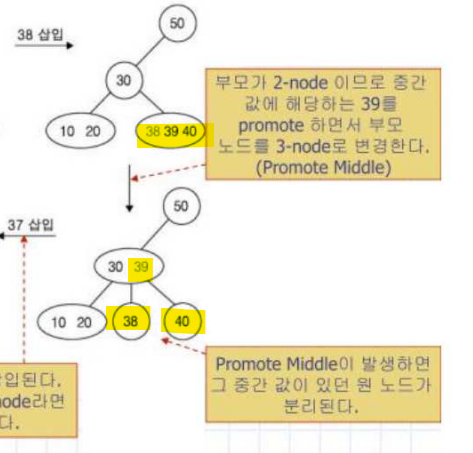 38 삽입
50
30
10 20
38 39 40
부모가 2-node 이므로 중간
값에 해당하는 39를
promote 하면서 부모
노드를 3-node로 변경한다.
(Promote Middle)
37 삽입
50
30 39
10 20
38
40
입된다.
node라면
다.
Promote Middle이 발생하면
그 중간 값이 있던 원 노드가
분리된다.